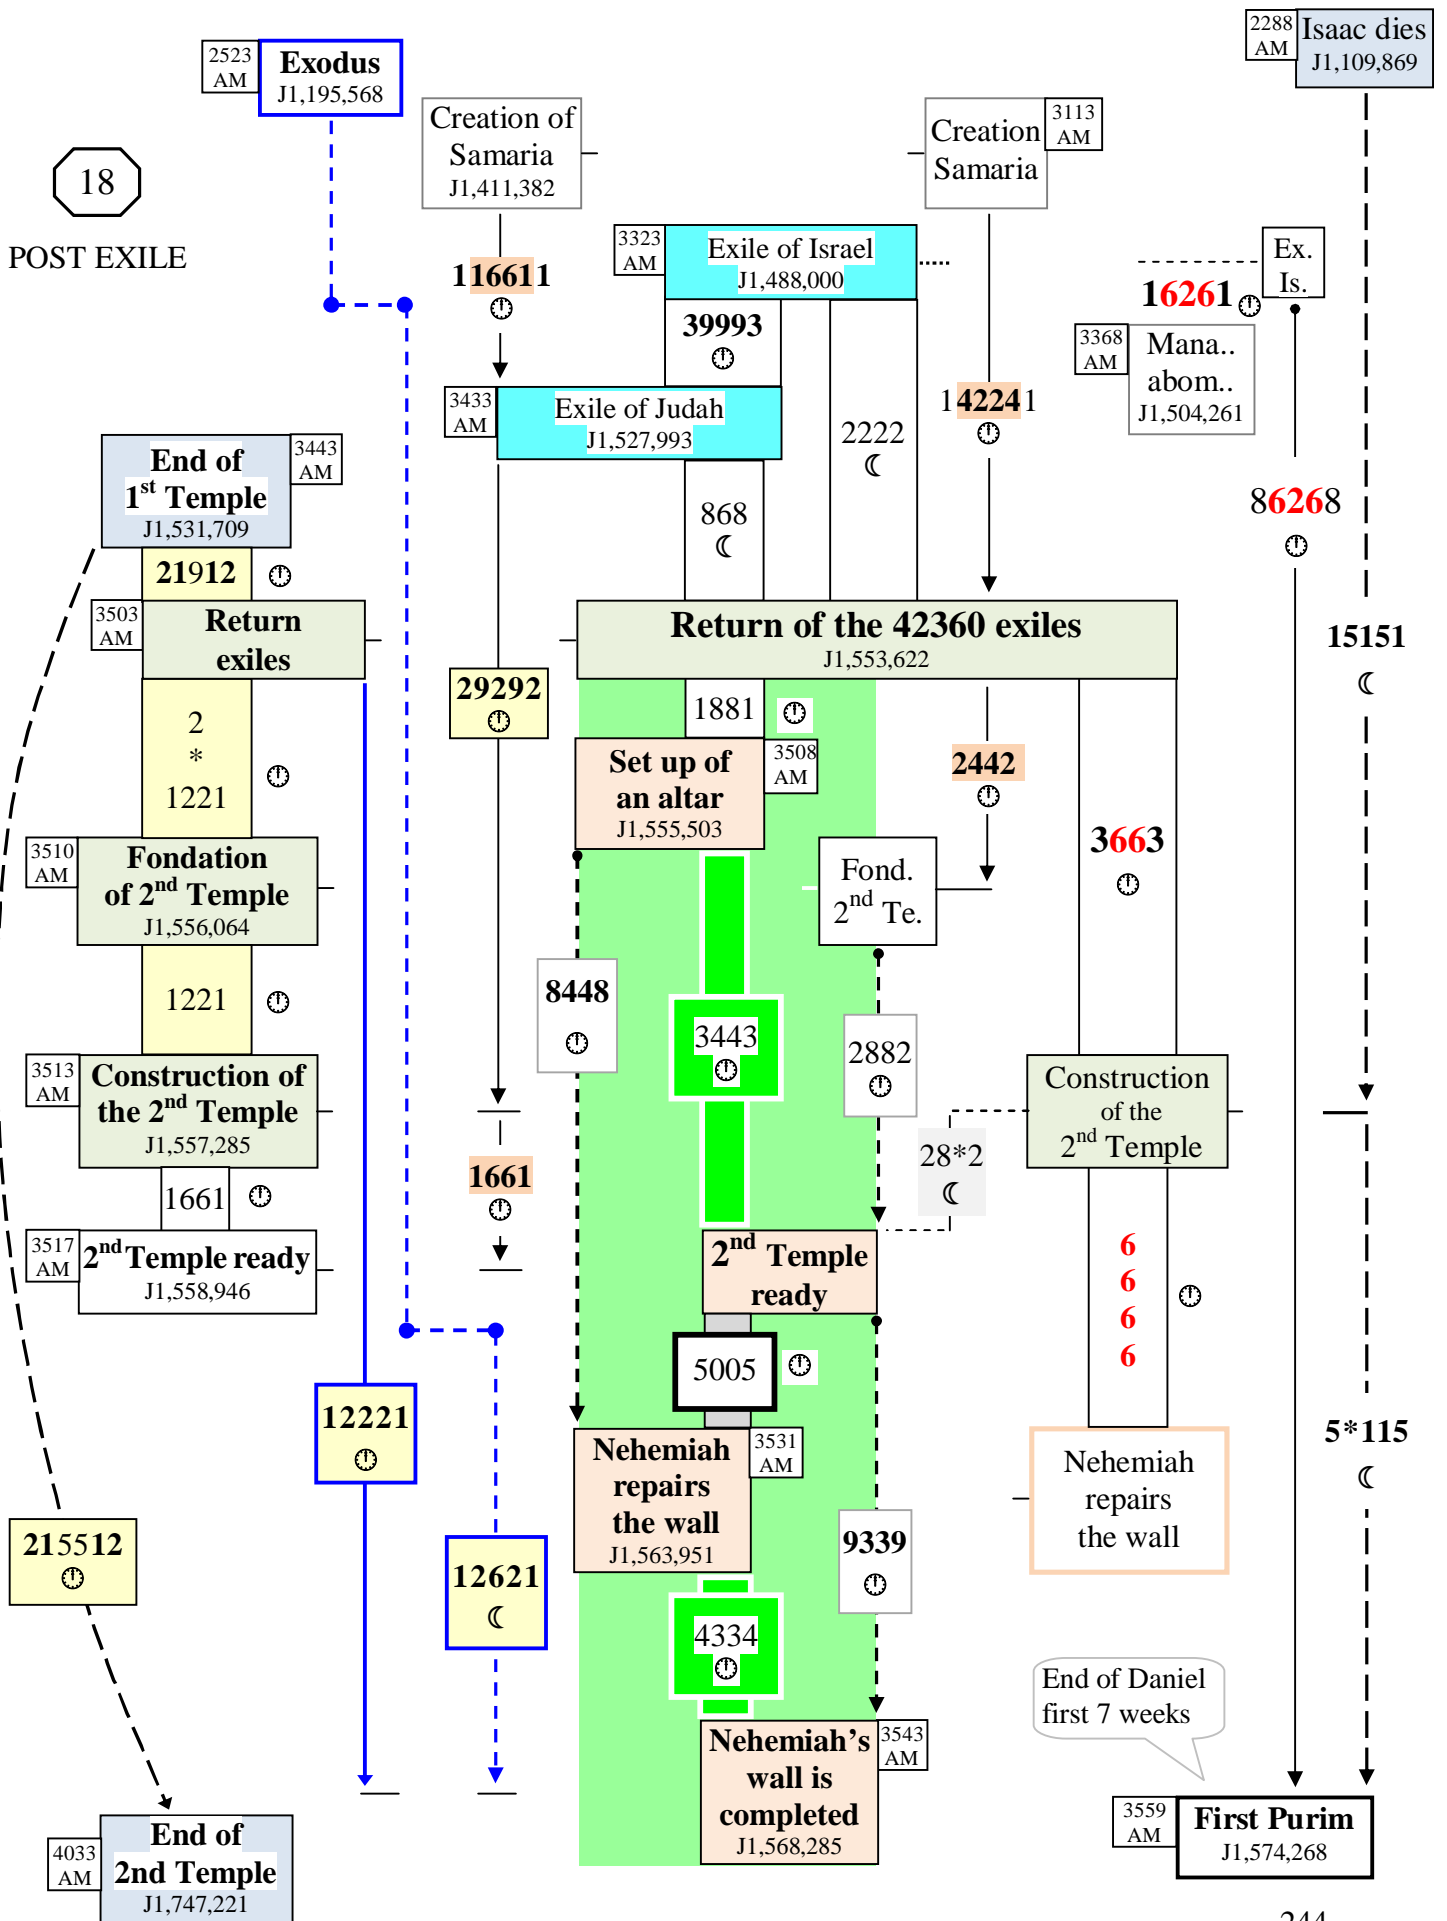 2288
AM
Isaac dies
J1,109,869
2523
AM
Exodus
J1,195,568
Creation of
Samaria
J1,411,382
Creation
Samaria
3113
AM
18
POST EXILE
3323
AM
Exile of Israel
J1,488,000
Ex.
Is.
116611
16261
39993
3368
AM
Mana..
abom..
J1,504,261
3433
AM
Exile of Judah
J1,527,993
142241
2222
End of
1st Temple
J1,531,709
3443
AM
868
86268
21912
3503
AM
Return
exiles
Return of the 42360 exiles
J1,553,622
15151
29292
1881
2
*
1221
Set up of
an altar
J1,555,503
3508
AM
2442
3663
3510
AM
Fondation
of 2nd Temple
J1,556,064
Fond.
2nd Te.
1221
8448
3443
2882
3513
AM
Construction of
the 2nd Temple
J1,557,285
Construction
of the
2nd Temple
28*2
1661
1661
3517
AM
2nd Temple ready
J1,558,946
2nd Temple
ready
6
6
6
6
5005
12221
5*115
Nehemiah
repairs
the wall
J1,563,951
3531
AM
Nehemiah
repairs
the wall
215512
12621
9339
4334
End of Daniel
first 7 weeks
Nehemiah's
wall is
completed
J1,568,285
3543
AM
3559
AM
First Purim
J1,574,268
4033
AM
End of
2nd Temple
J1,747,221
244